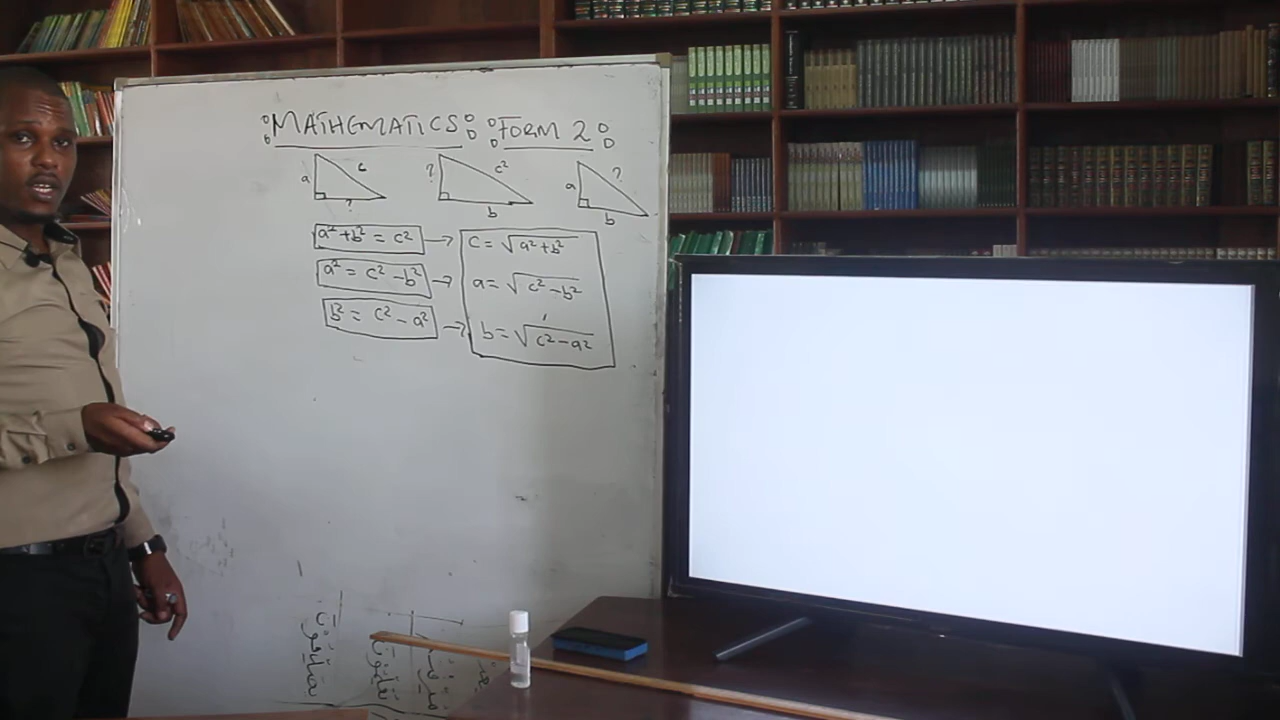 MATHEMATICS FORM 2
a c ?
? c² b
a ? b
a² + b² = c² → c = √a² + b²
a² = c² - b² → a = √c² - b²
b² = c² - a² → b = √c² - a²